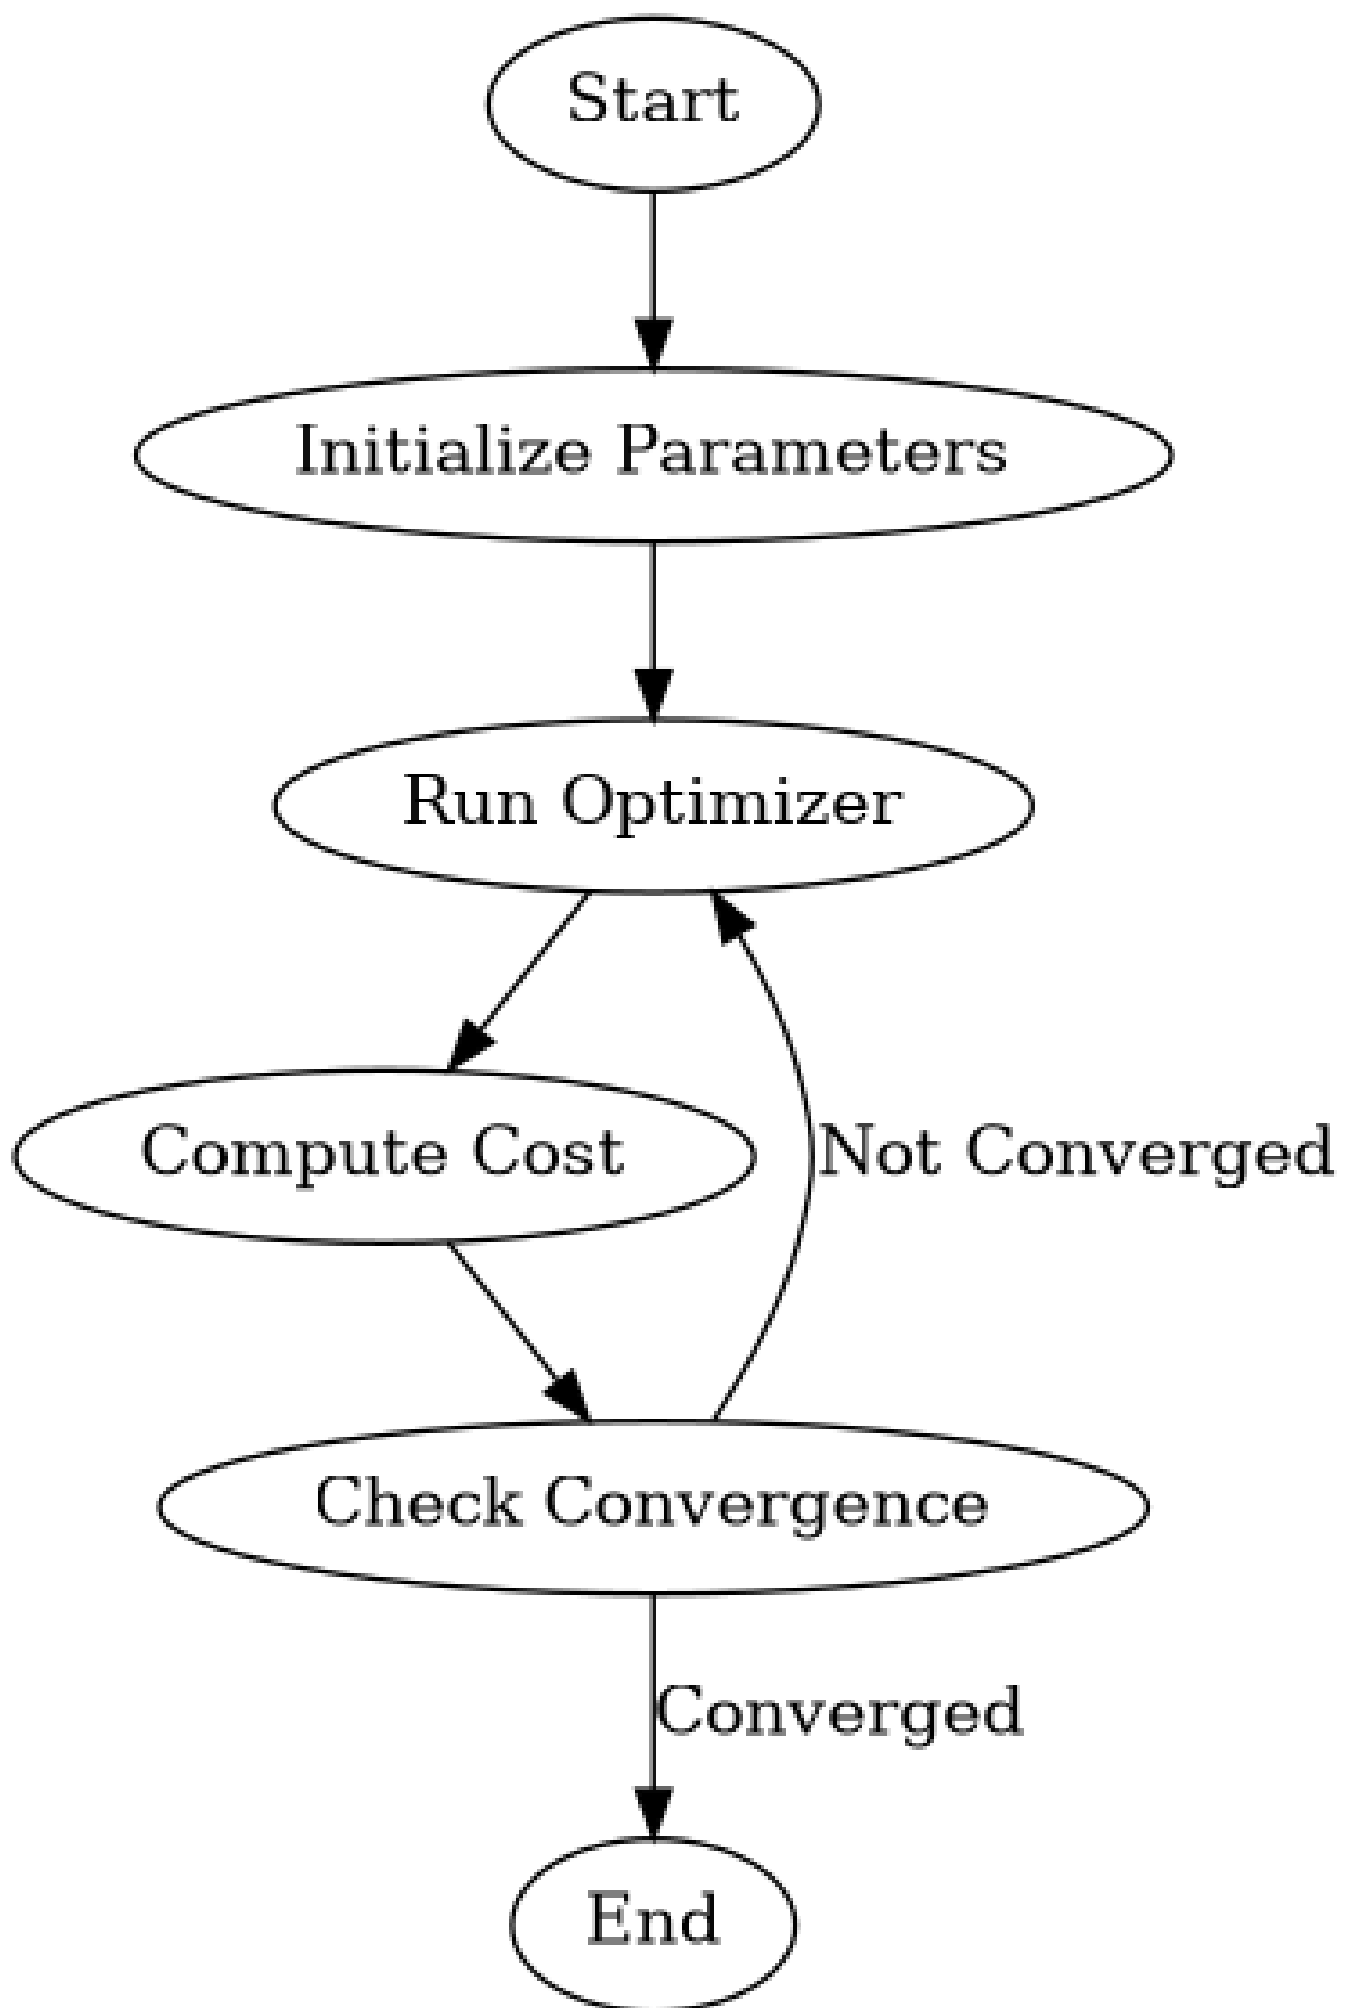 Start
Initialize Parameters
Run Optimizer
Compute Cost
Not Converged
Check Convergence
Converged
End